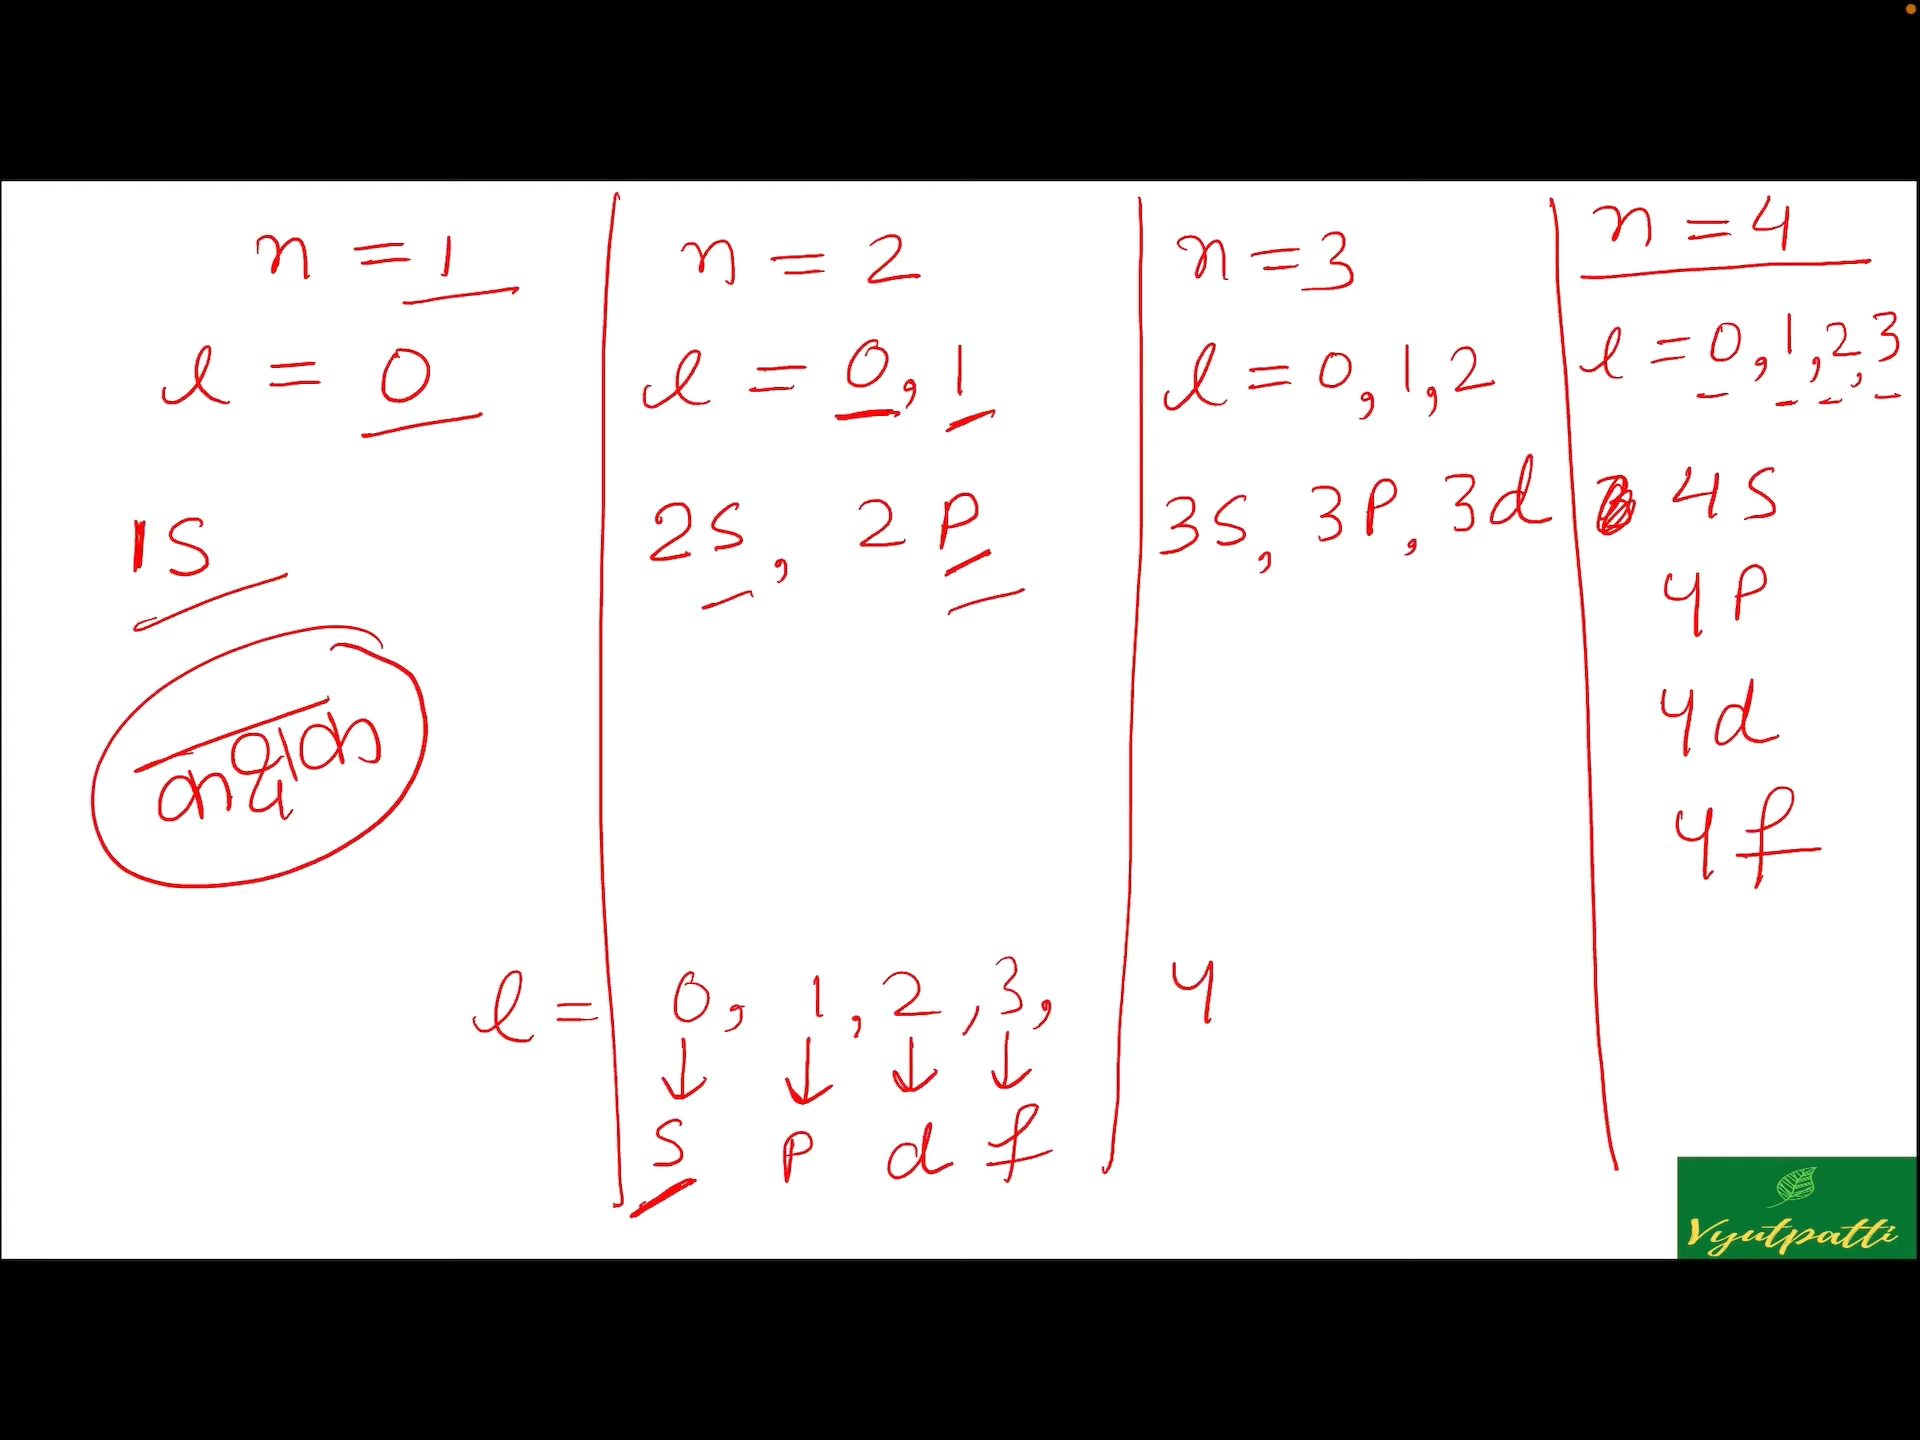 n = 1
l = 0
1s
कक्षक
n = 2
l = 0, 1
2s, 2p
n = 3
l = 0, 1, 2
3s, 3p, 3d
n = 4
l = 0, 1, 2, 3
4s
4p
4d
4f
l = 0, 1, 2, 3, 4
↓ ↓ ↓ ↓
s p d f
Vyutpatti